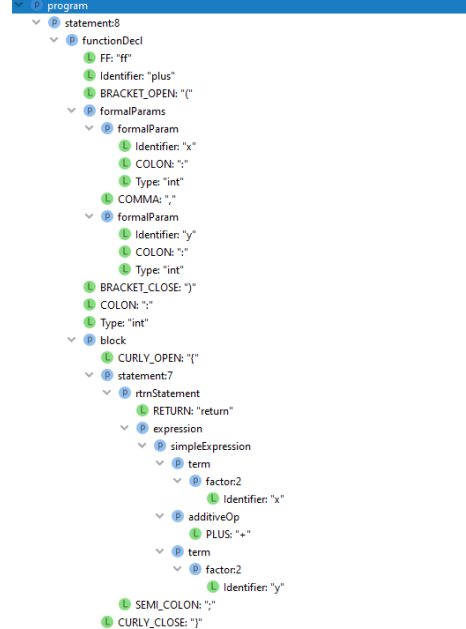 program
statement:8
functionDecl
FF: "ff"
Identifier: "plus"
BRACKET_OPEN: "("
formalParams
formalParam
Identifier: "x"
COLON: ":"
Type: "int"
COMMA: ","
formalParam
Identifier: "y"
COLON: ":"
Type: "int"
BRACKET_CLOSE: ")"
COLON: ":"
Type: "int"
block
CURLY_OPEN: "{"
statement:7
rtrnStatement
RETURN: "return"
expression
simpleExpression
term
factor:2
Identifier: "x"
additiveOp
PLUS: "+"
term
factor:2
Identifier: "y"
SEMI_COLON: ";"
CURLY_CLOSE: "}"